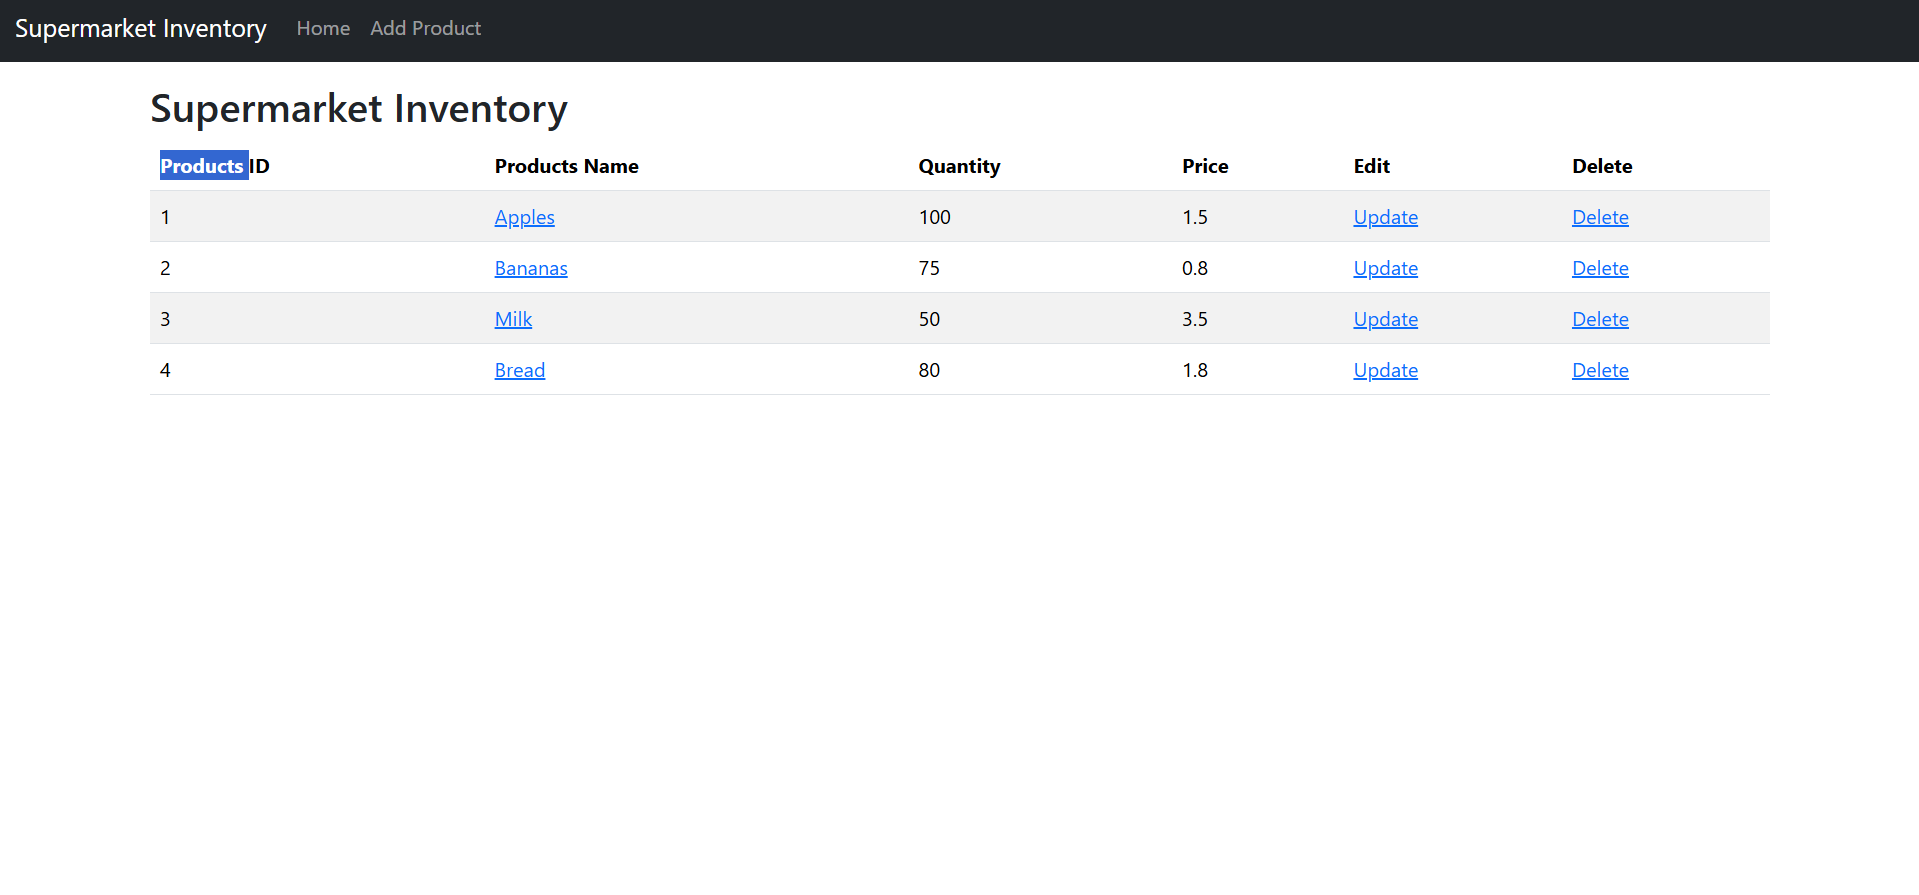 Supermarket Inventory Home Add Product
Supermarket Inventory
Products ID Products Name Quantity Price Edit Delete
1 Apples 100 1.5 Update Delete
2 Bananas 75 0.8 Update Delete
3 Milk 50 3.5 Update Delete
4 Bread 80 1.8 Update Delete